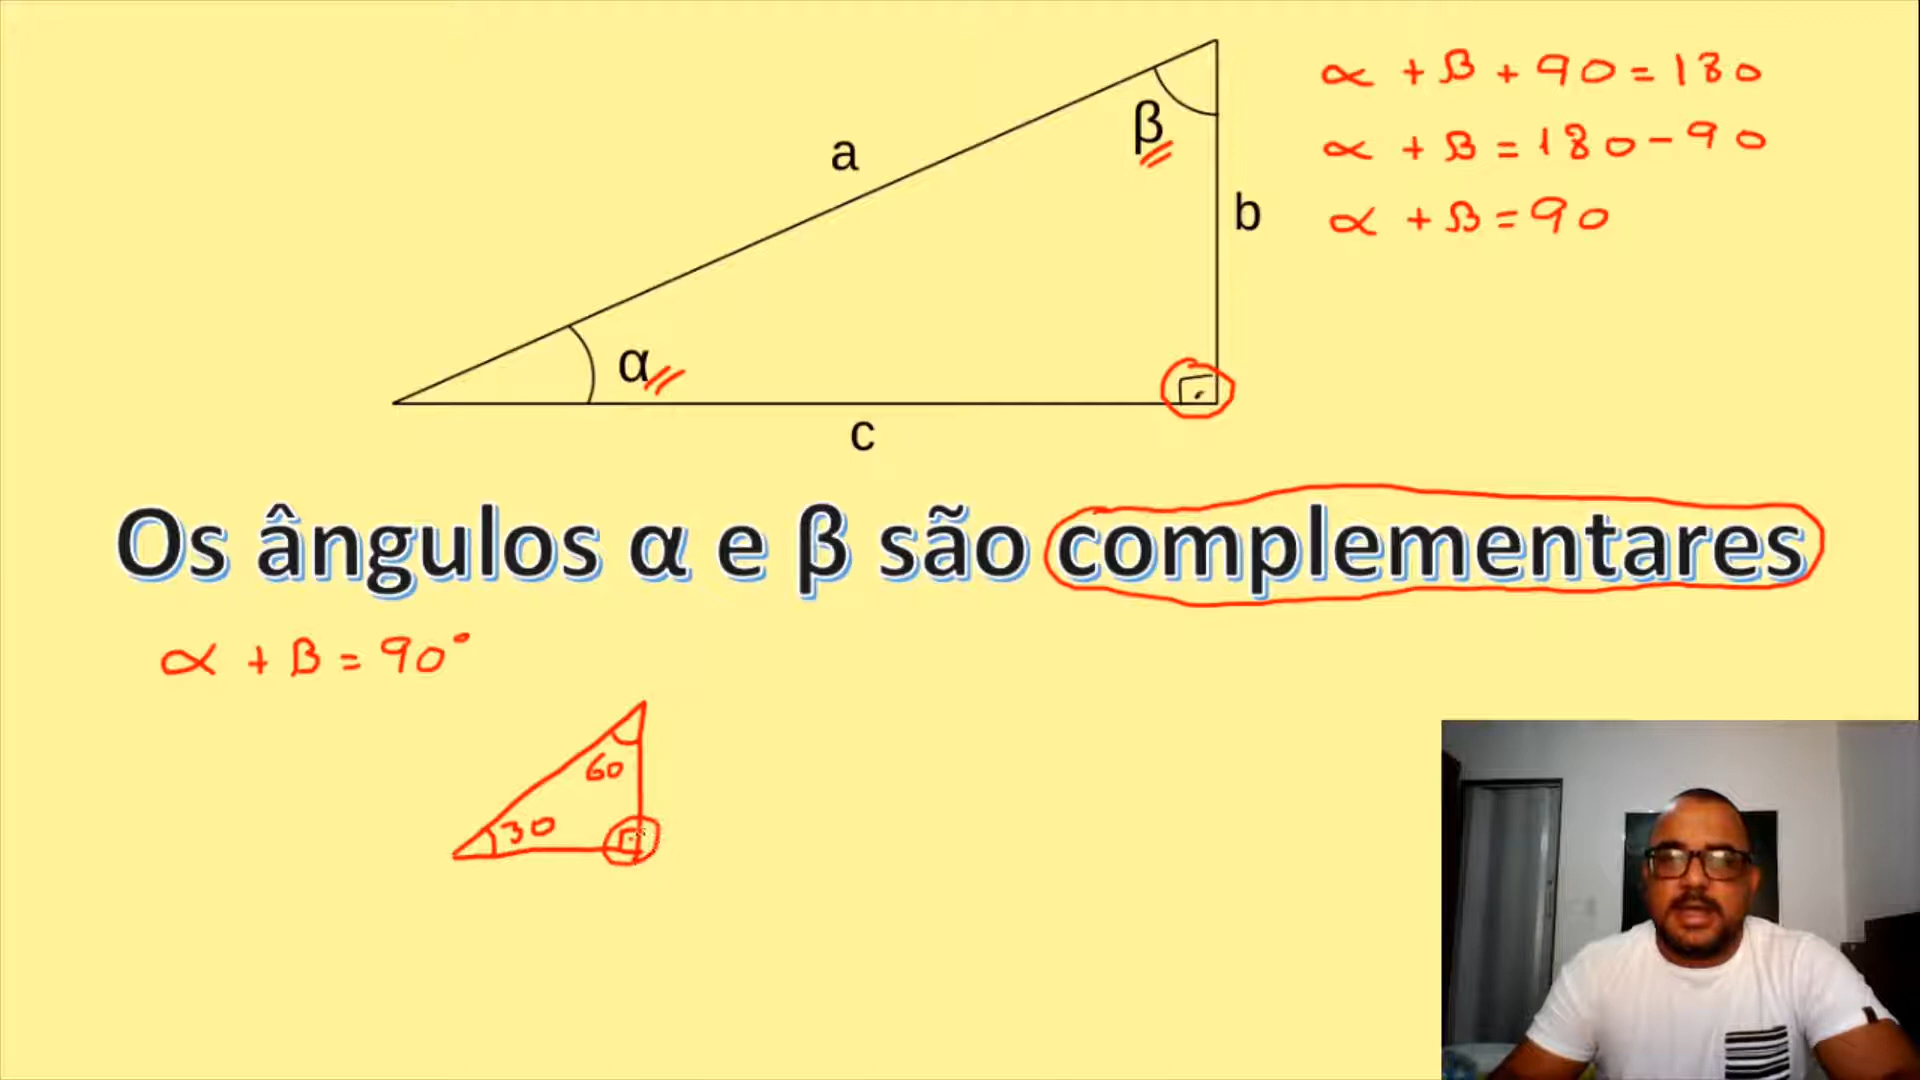 α + β + 90 = 180
β
a
α + β = 180 - 90
b
α + β = 90
α
c
Os ângulos α e β são complementares
α + β = 90°
60
30